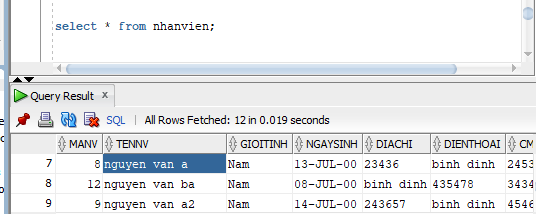 select * from nhanvien;
Query Result x
SQL | All Rows Fetched: 12 in 0.019 seconds
MANV TENNV GIOITINH NGAYSINH DIACHI DIENTHOAI CM
7 8 nguyen van a Nam 13-JUL-00 23436 binh dinh 2453
8 12 nguyen van ba Nam 08-JUL-00 binh dinh 435478 3434
9 9 nguyen van a2 Nam 14-JUL-00 243657 binh dinh 4546